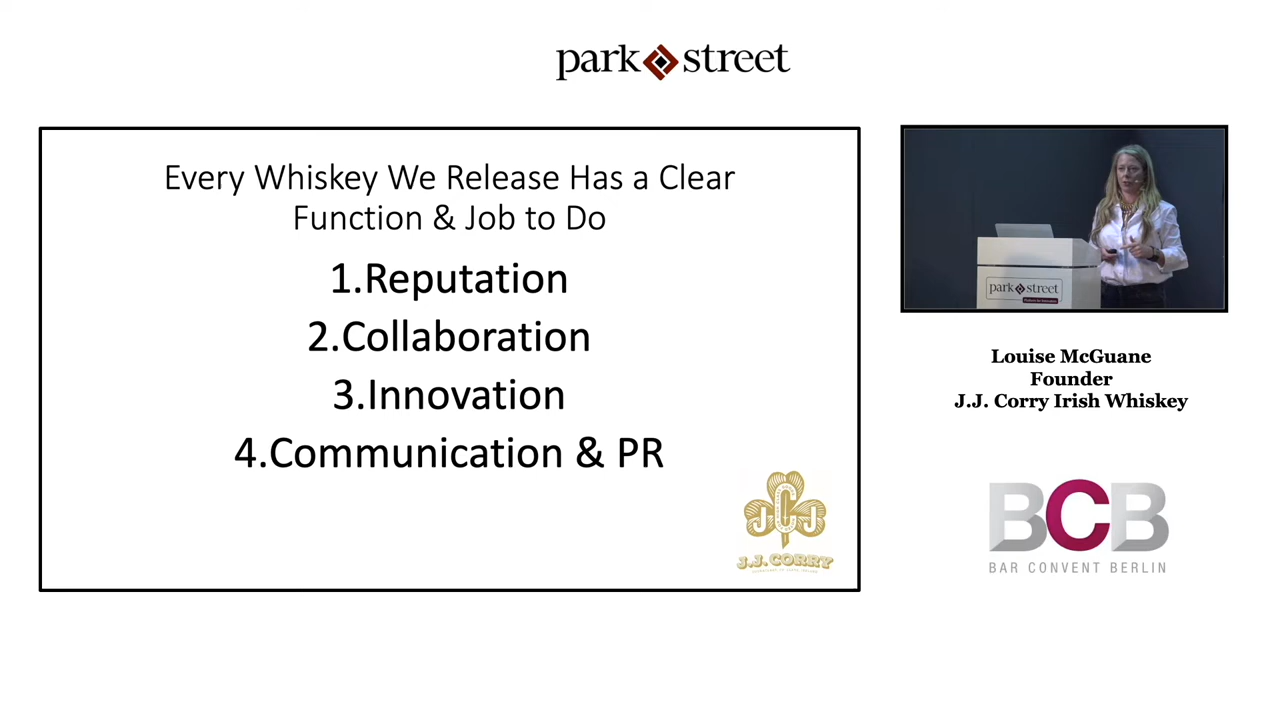 park street
Every Whiskey We Release Has a Clear
Function & Job to Do
1.Reputation
2.Collaboration
3.Innovation
4.Communication & PR
JCJ
J.J. CORRY
park street
Louise McGuane
Founder
J.J. Corry Irish Whiskey
BCB
BAR CONVENT BERLIN